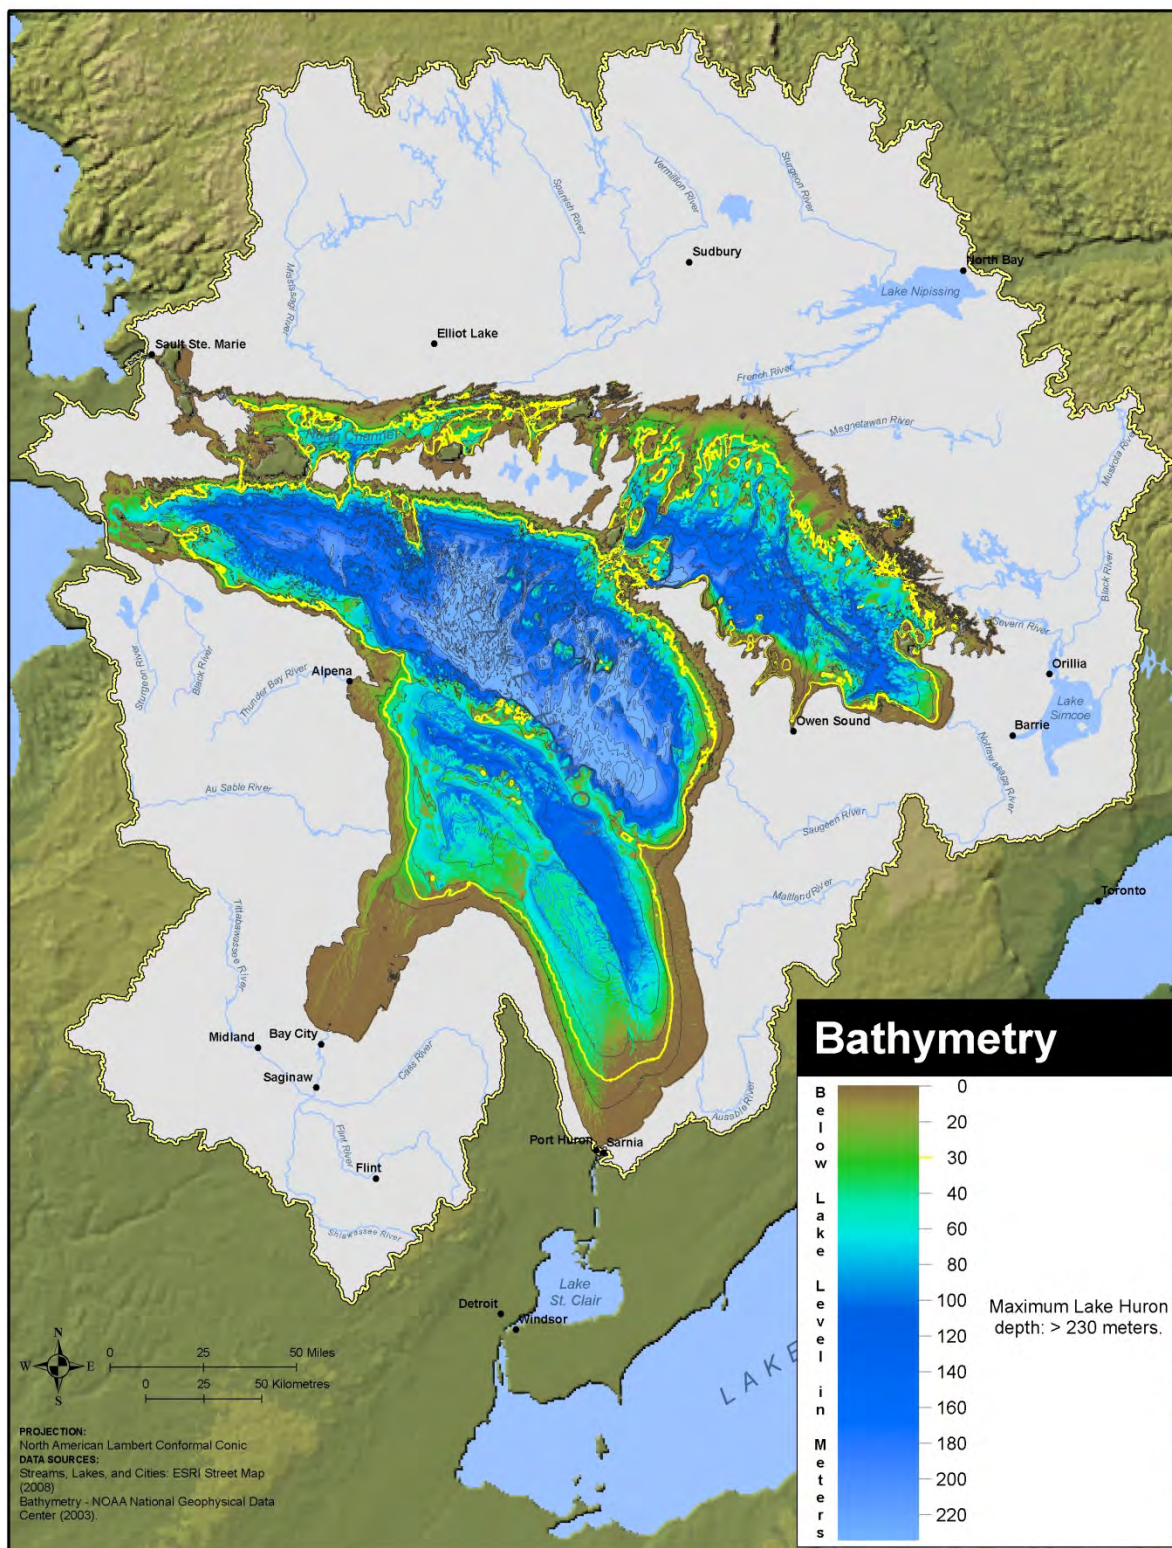 Spanish River
Vermillion River
Sturgeon River
Mississagi River
Sudbury
North Bay
Lake Nipissing
Elliot Lake
Sault Ste. Marie
French River
North Channel
Magnetawan River
Muskoka River
Black River
Severn River
Orillia
Lake
Simcoe
Barrie
Owen Sound
Nottawasaga River
Sturgeon River
Black River
Thunder Bay River
Alpena
Au Sable River
Saugeen River
Maitland River
Toronto
Tittabawassee River
Midland
Bay City
Saginaw
Cass River
Ausable River
Flint River
Flint
Port Huron
Sarnia
Shiawassee River
Lake
St. Clair
Detroit
Windsor
LAKE
N
W E
S
0 25 50 Miles
0 25 50 Kilometres
PROJECTION:
North American Lambert Conformal Conic
DATA SOURCES:
Streams, Lakes, and Cities: ESRI Street Map
(2008)
Bathymetry - NOAA National Geophysical Data
Center (2003).
Bathymetry
Below Lake Level in Meters
0
20
30
40
60
80
100
120
140
160
180
200
220
Maximum Lake Huron
depth: > 230 meters.